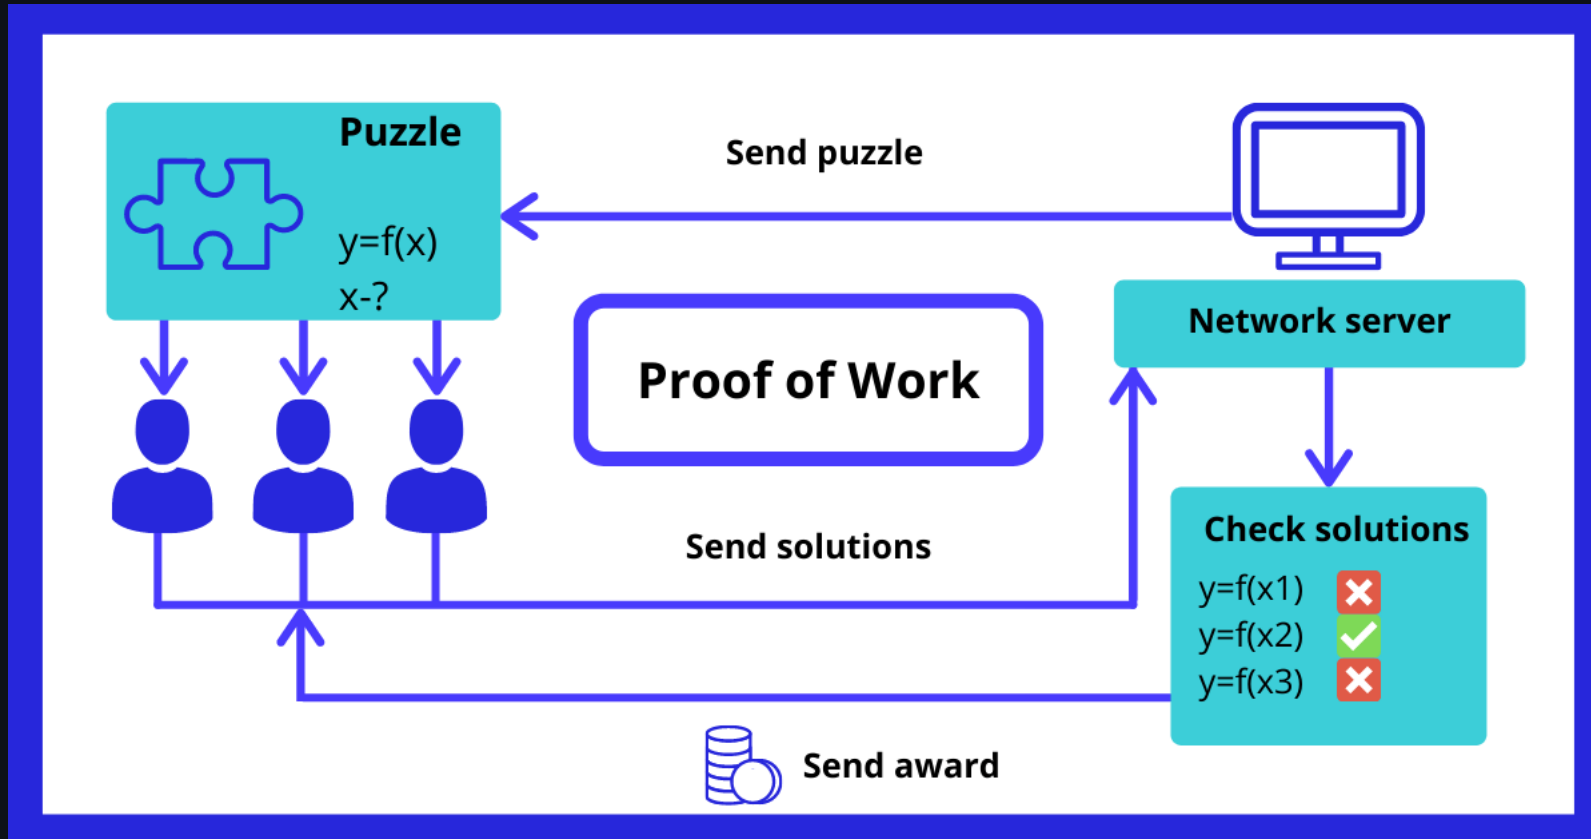 Puzzle
y=f(x)
x-?
Send puzzle
Network server
Proof of Work
Send solutions
Check solutions
y=f(x1)
y=f(x2)
y=f(x3)
Send award